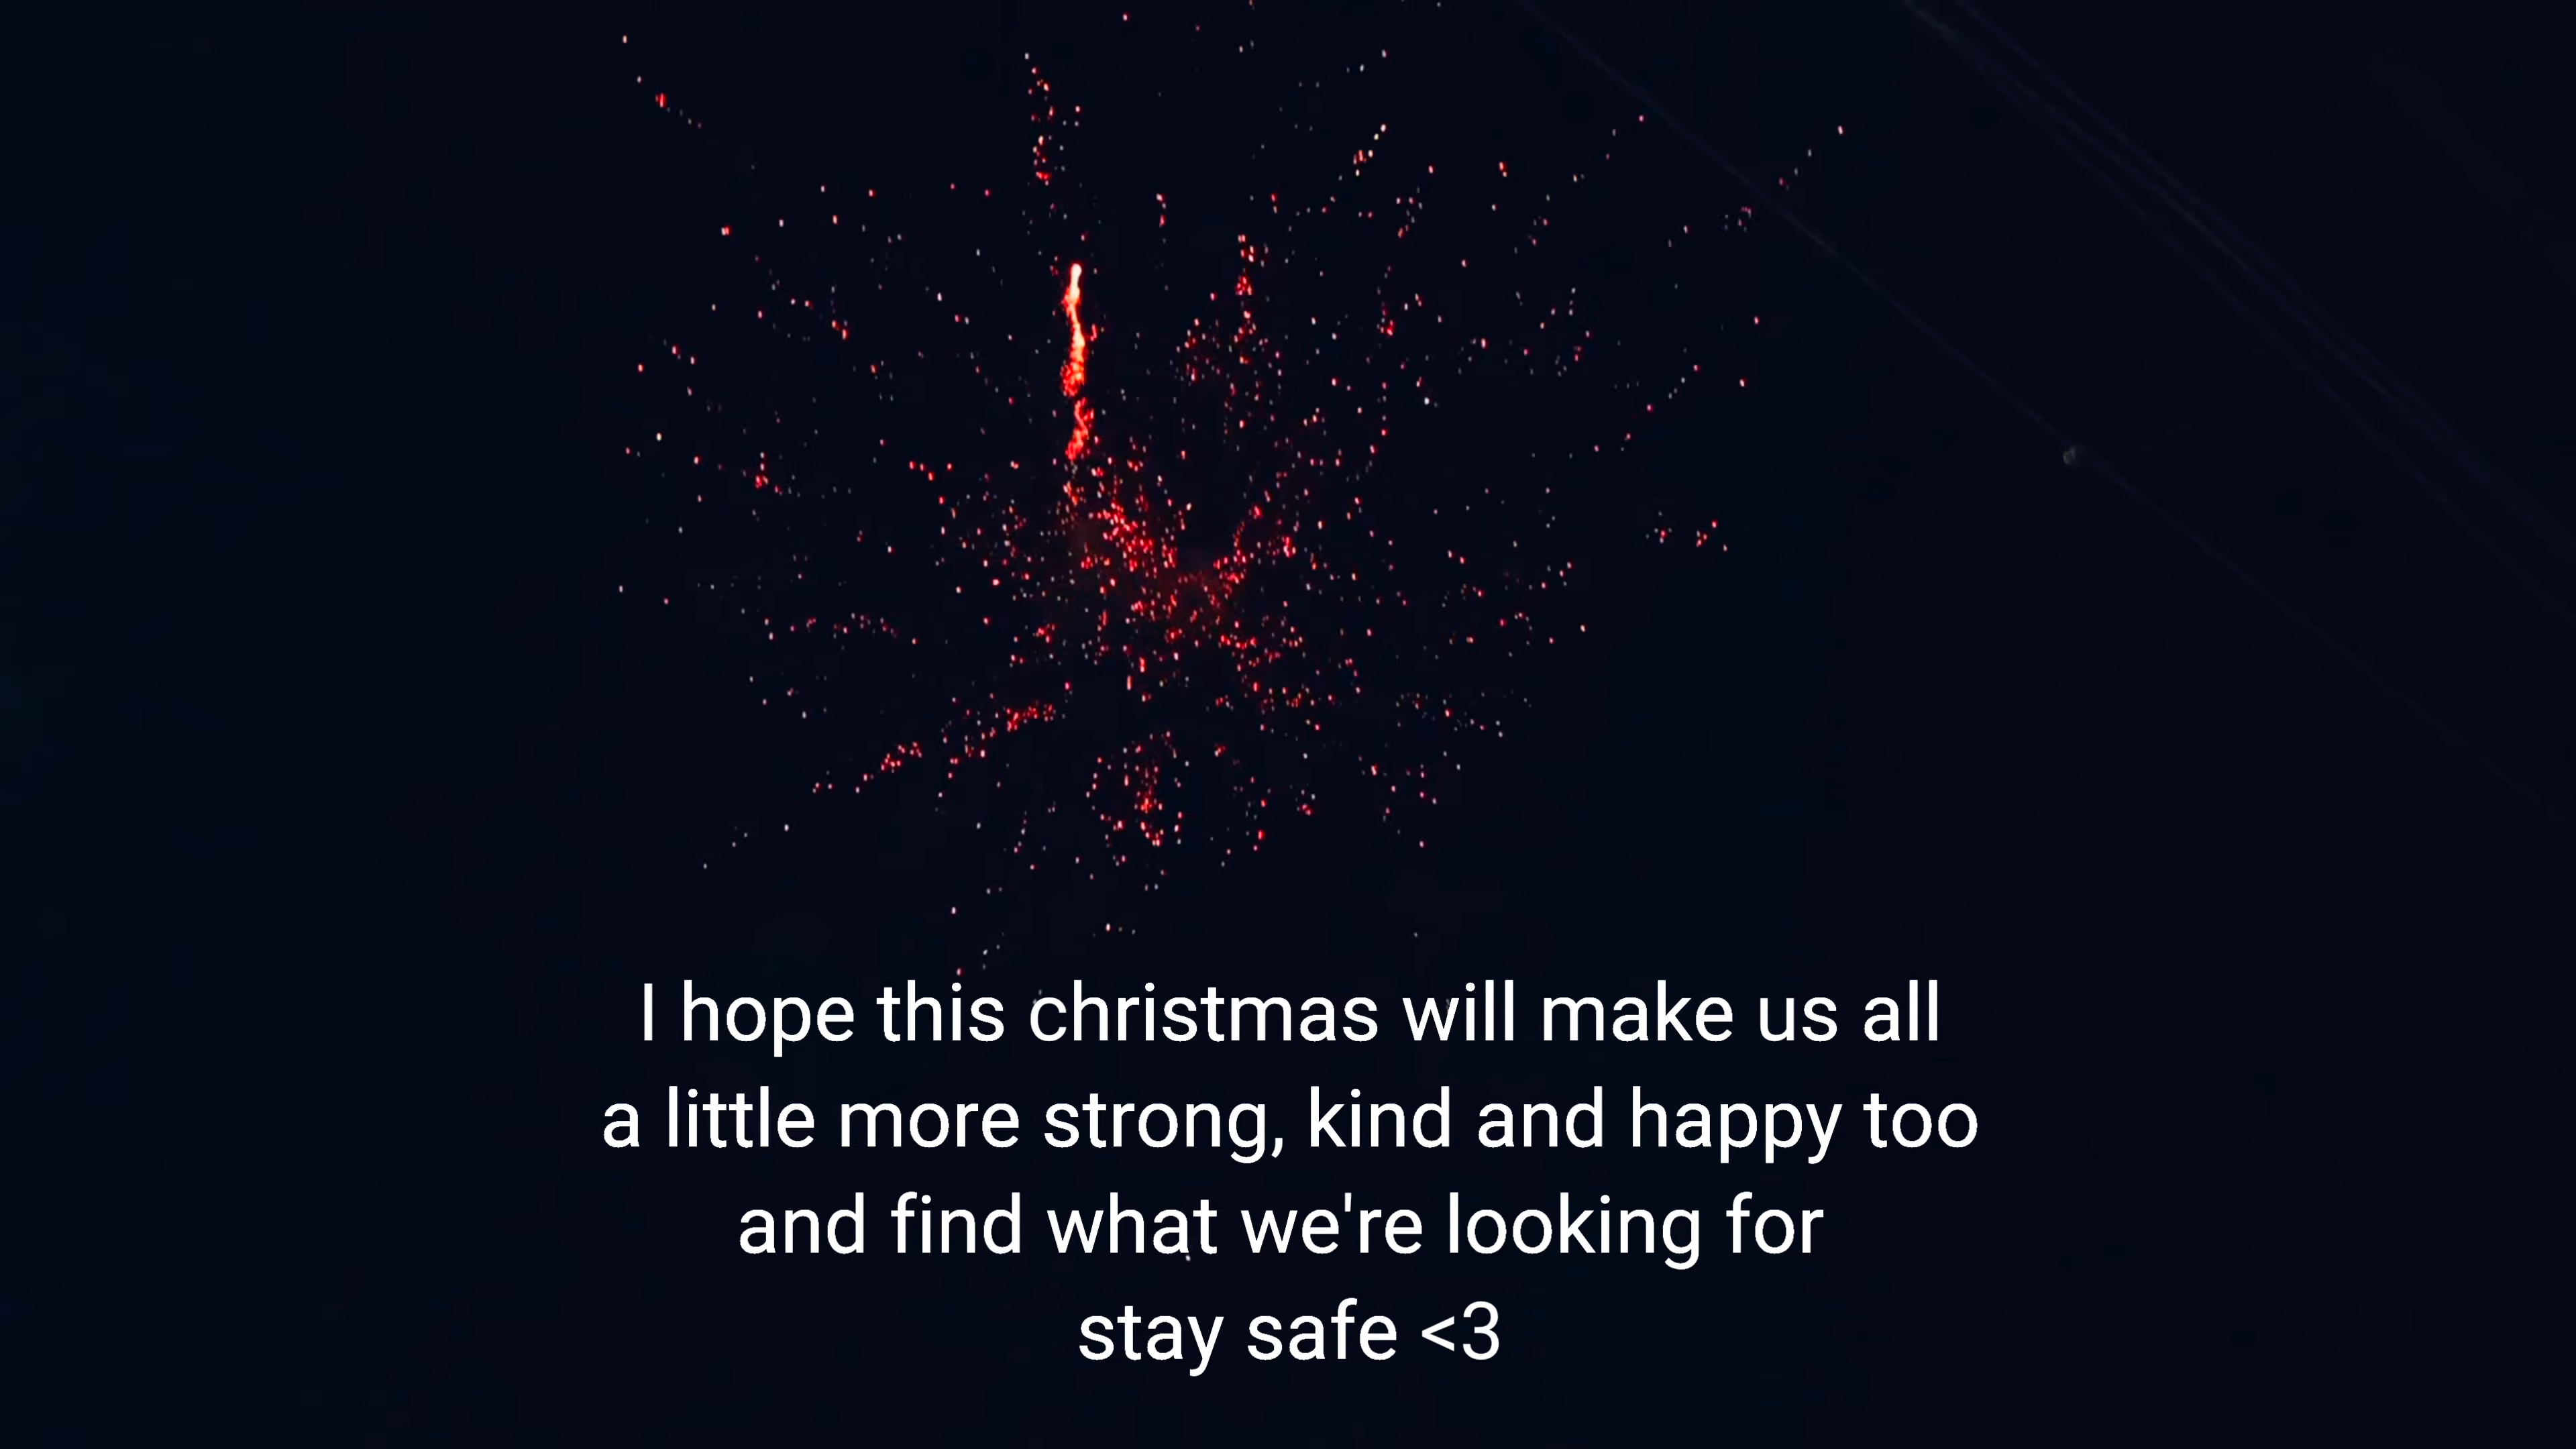 I hope this christmas will make us all
a little more strong, kind and happy too
and find what we're looking for
stay safe <3